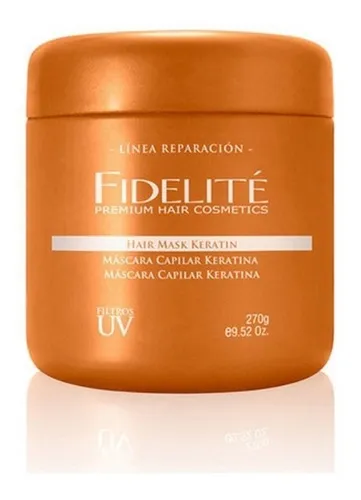 - LÍNEA REPARACIÓN -
FIDELITÉ
PREMIUM HAIR COSMETICS
HAIR MASK KERATIN
MÁSCARA CAPILAR KERATINA
MÁSCARA CAPILAR KERATINA
FILTROS
UV
270g
e9.52 Oz.